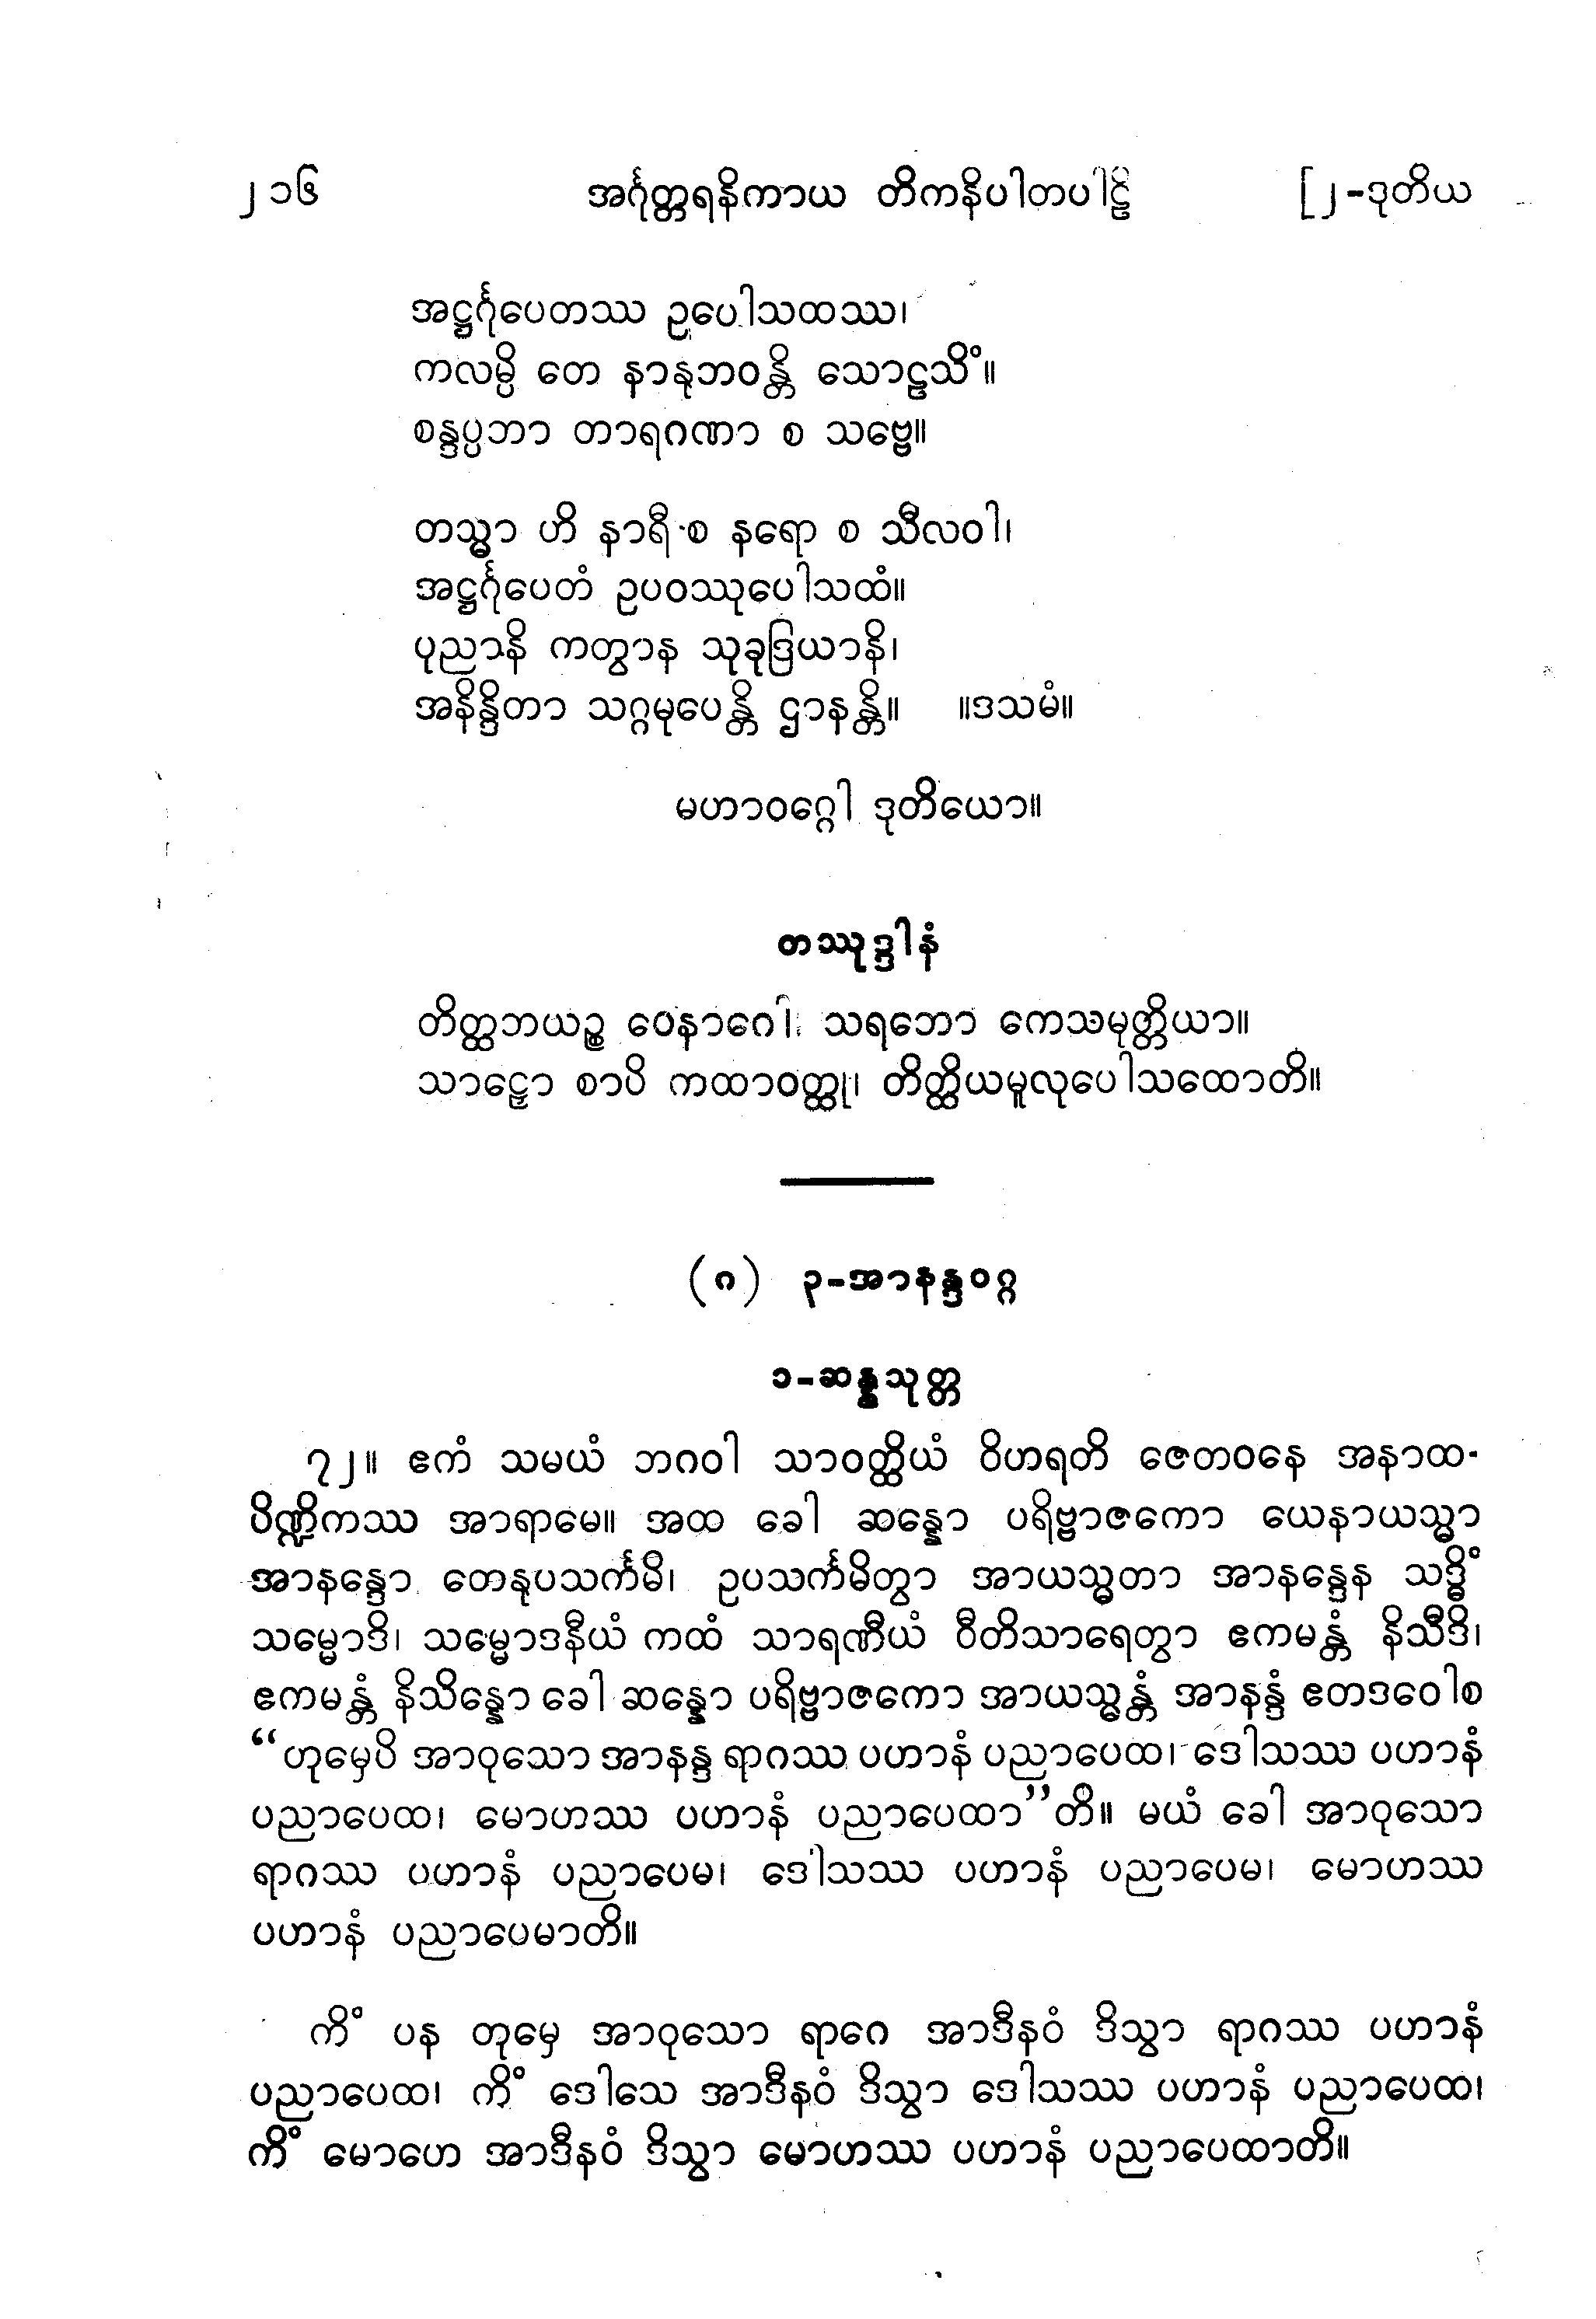 ၂၁၆ အင်္ဂုတ္တရနိကာယ တိကနိပါတပါဠိ [၂-ဒုတိယ
အဋ္ဌင်္ဂုပေတဿ ဥပေါသထဿ၊
ကလမ္ပိ တေ နာနုဘဝန္တိ သောဠသိံ။
စန္ဒပ္ပဘာ တာရဂဏာ စ သဗ္ဗေ။
တသ္မာ ဟိ နာရီ စ နရော စ သီလဝါ၊
အဋ္ဌင်္ဂုပေတံ ဥပဝဿုပေါသထံ။
ပုညာနိ ကတွာန သုခုဒြိယာနိ၊
အနိန္ဒိတာ သဂ္ဂမုပေန္တိ ဌာနန္တိ။ ။ဒသမံ။
မဟာဝဂ္ဂေါ ဒုတိယော။
တဿုဒ္ဒါနံ
တိတ္ထဘယဉ္စ ဝေနာဂေါ၊ သရဘော ကေသမုတ္တိယာ။
သာဠှော စာပိ ကထာဝတ္ထု၊ တိတ္ထိယမူလုပေါသထောတိ။
(ဂ) ၃-အာနန္ဒဝဂ္ဂ
၁-ဆန္နသုတ္တ
၇၂။ ဧကံ သမယံ ဘဂဝါ သာဝတ္ထိယံ ဝိဟရတိ ဇေတဝနေ အနာထ-
ပိဏ္ဍိကဿ အာရာမေ။ အထ ခေါ ဆန္နော ပရိဗ္ဗာဇကော ယေနာယသ္မာ
အာနန္ဒော တေနုပသင်္ကမိ၊ ဥပသင်္ကမိတွာ အာယသ္မတာ အာနန္ဒေန သဒ္ဓိံ
သမ္မောဒိ၊ သမ္မောဒနီယံ ကထံ သာရဏီယံ ဝီတိသာရေတွာ ဧကမန္တံ နိသီဒိ၊
ဧကမန္တံ နိသိန္နော ခေါ ဆန္နော ပရိဗ္ဗာဇကော အာယသ္မန္တံ အာနန္ဒံ ဧတဒဝေါစ
“တုမှေပိ အာဝုသော အာနန္ဒ ရာဂဿ ပဟာနံ ပညာပေထ၊ ဒေါသဿ ပဟာနံ
ပညာပေထ၊ မောဟဿ ပဟာနံ ပညာပေထာ”တိ။ မယံ ခေါ အာဝုသော
ရာဂဿ ပဟာနံ ပညာပေမ၊ ဒေါသဿ ပဟာနံ ပညာပေမ၊ မောဟဿ
ပဟာနံ ပညာပေမာတိ။
ကိံ ပန တုမှေ အာဝုသော ရာဂေ အာဒီနဝံ ဒိသွာ ရာဂဿ ပဟာနံ
ပညာပေထ၊ ကိံ ဒေါသေ အာဒီနဝံ ဒိသွာ ဒေါသဿ ပဟာနံ ပညာပေထ၊
ကိံ မောဟေ အာဒီနဝံ ဒိသွာ မောဟဿ ပဟာနံ ပညာပေထာတိ။